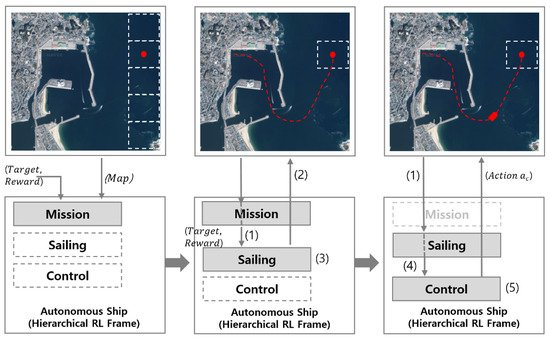 (Target,
Reward)
(Map)
Mission
Sailing
Control
Autonomous Ship
(Hierarchical RL Frame)
(2)
Mission
(Target,
Reward)
(1)
Sailing
(3)
Control
Autonomous Ship
(Hierarchical RL Frame)
(1)
(Action a_c)
Mission
Sailing
(4)
Control
(5)
Autonomous Ship
(Hierarchical RL Frame)